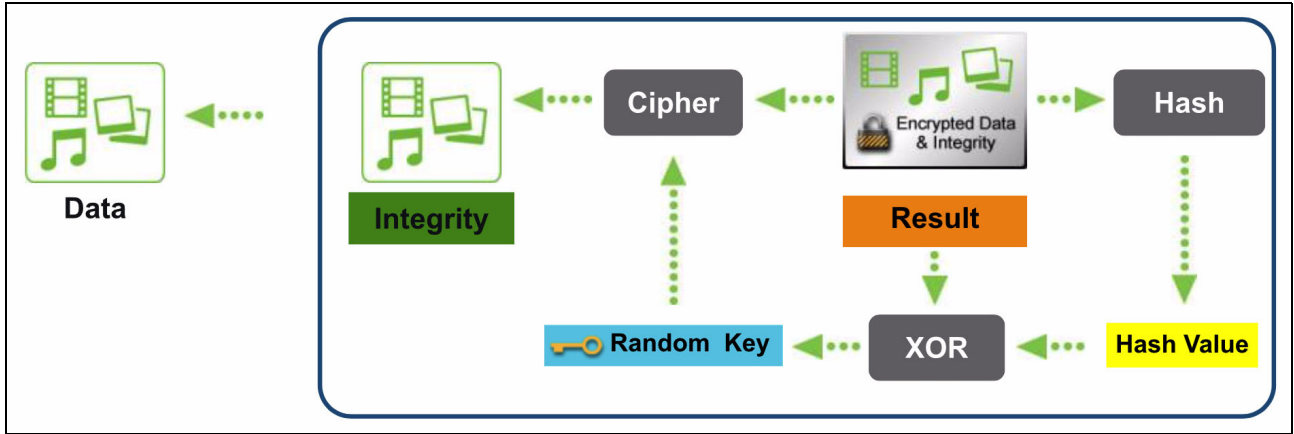 Data
Integrity
Cipher
Encrypted Data
& Integrity
Result
Hash
Random Key
XOR
Hash Value